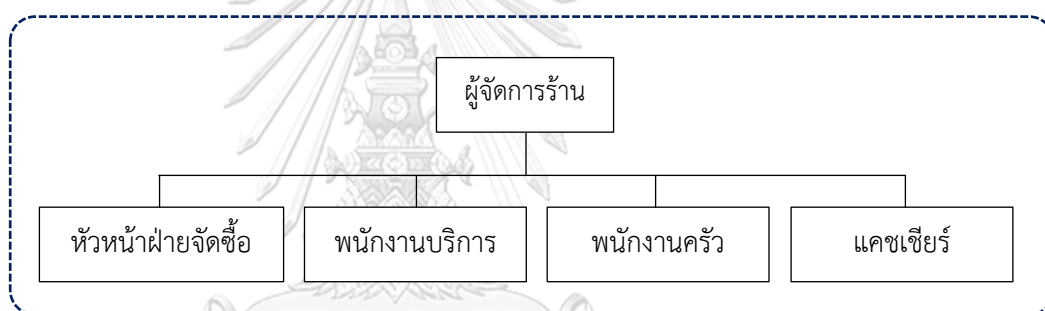 ผู้จัดการร้าน
หัวหน้าฝ่ายจัดซื้อ
พนักงานบริการ
พนักงานครัว
แคชเชียร์